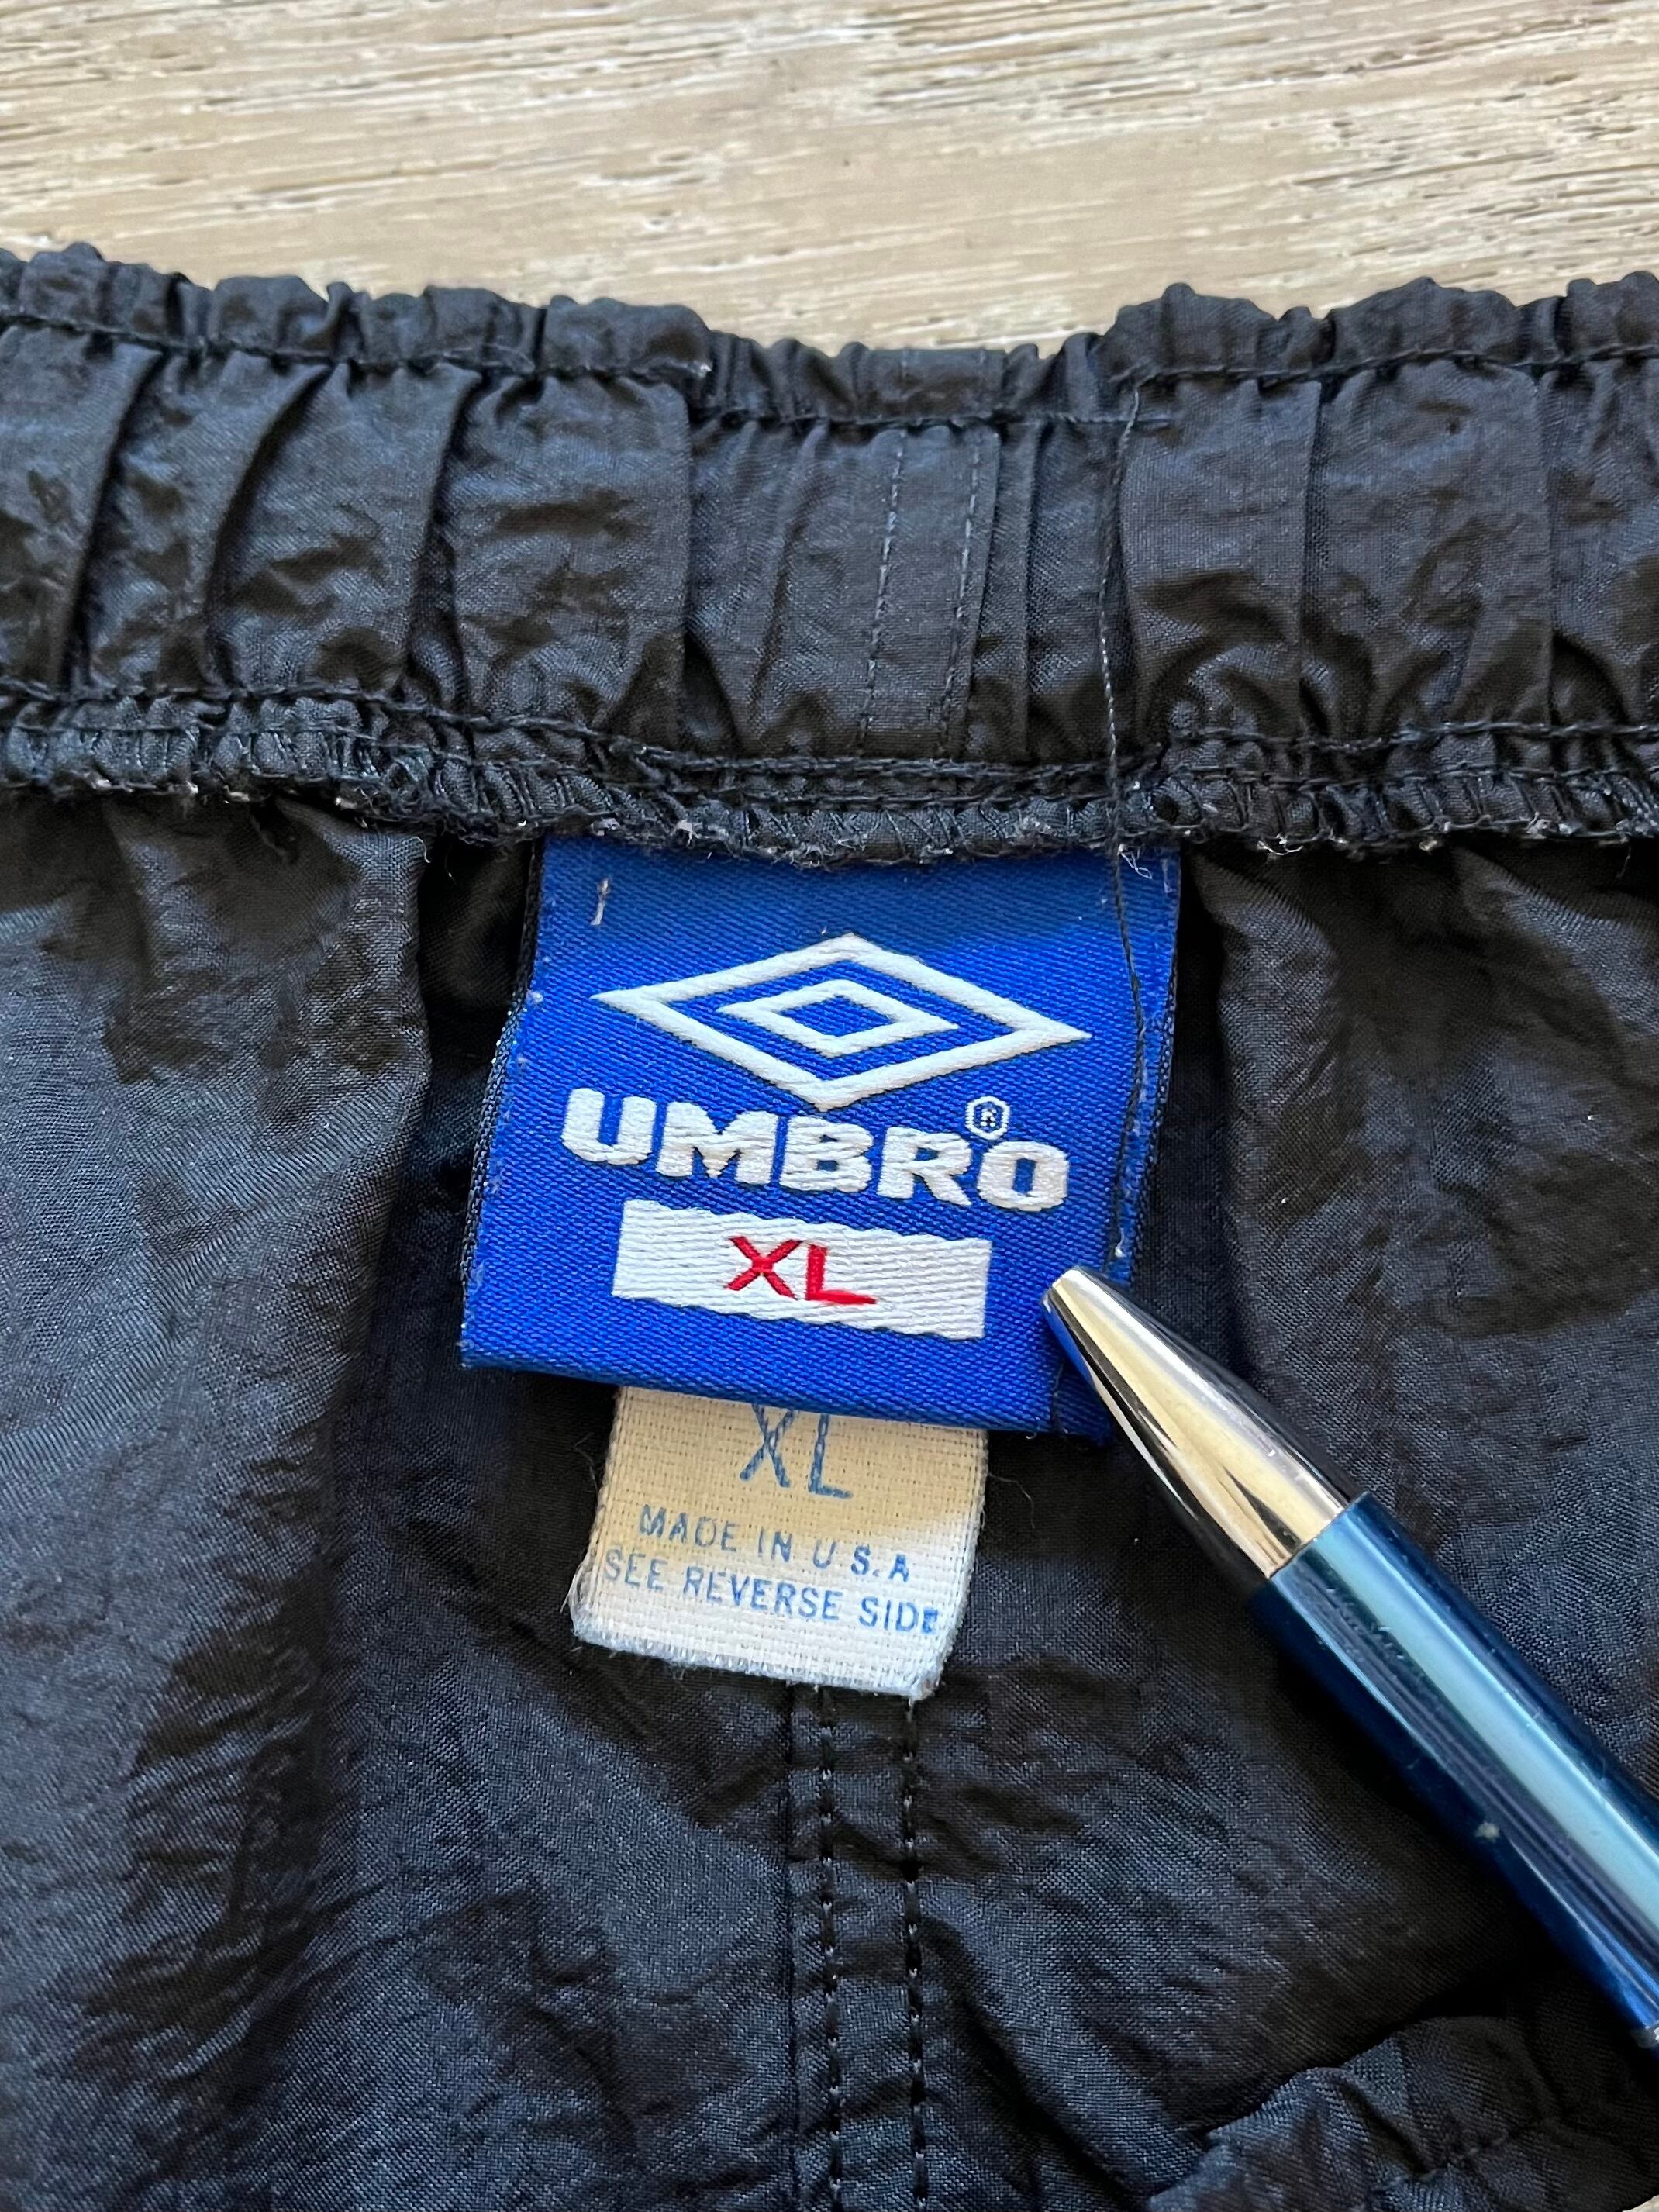 UMBRO®
XL
XL
MADE IN U.S.A
SEE REVERSE SIDE